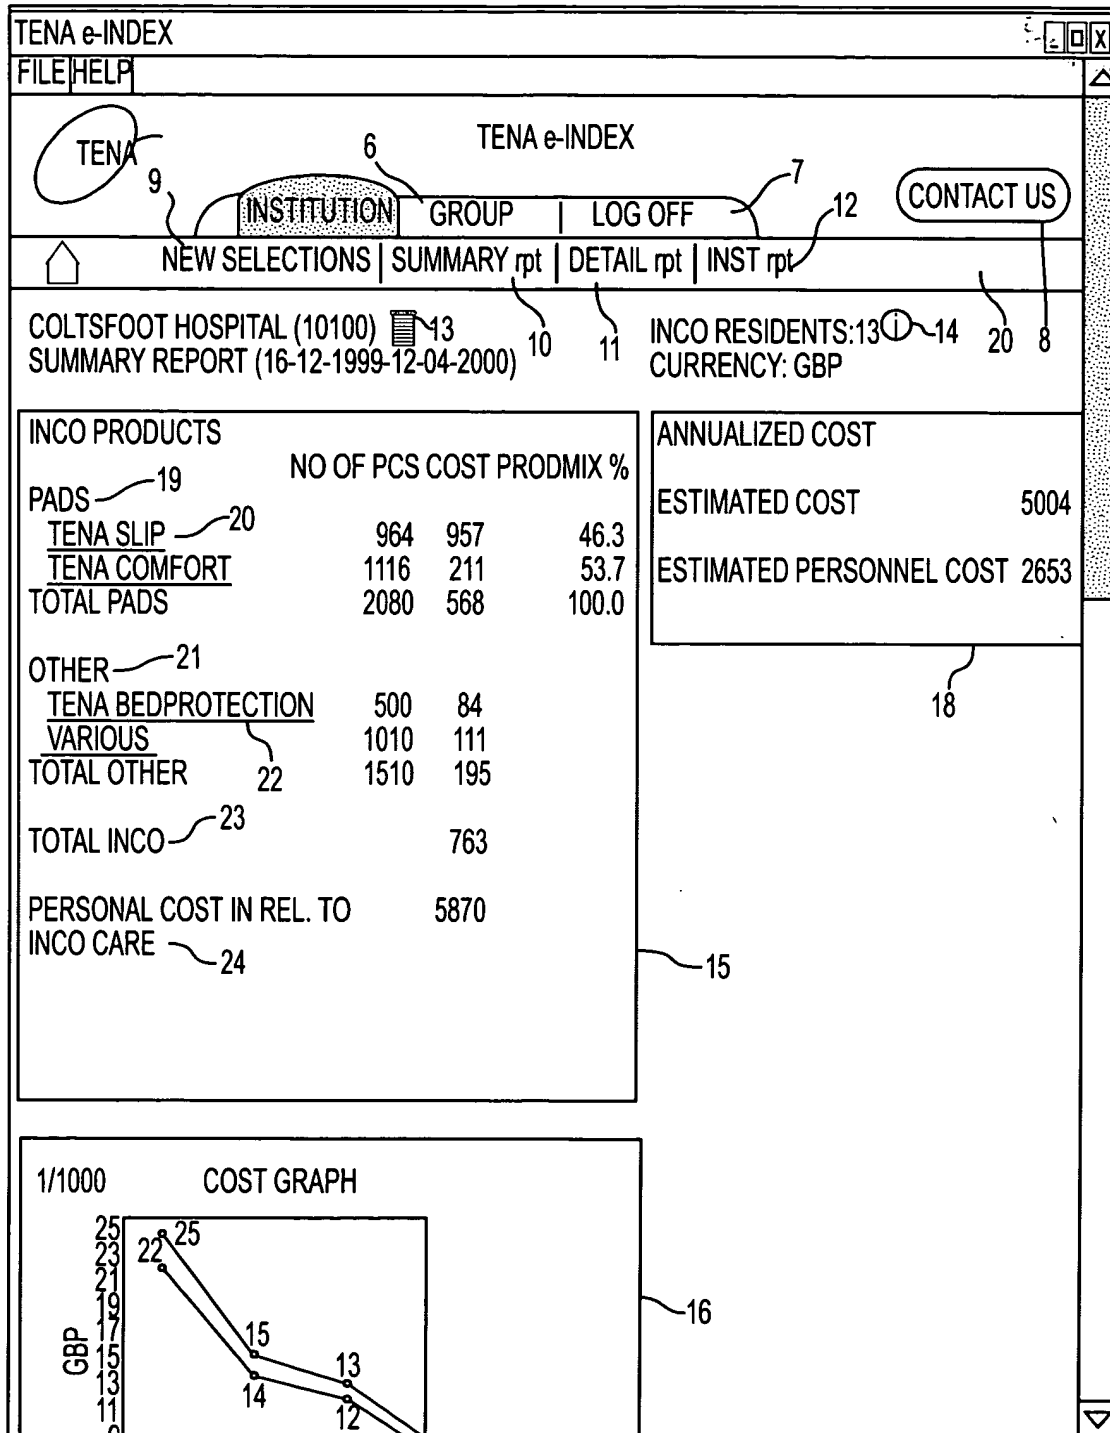 TENA e-INDEX
FILE HELP
TENA
TENA e-INDEX
6
7
9
12
INSTITUTION GROUP | LOG OFF
CONTACT US
NEW SELECTIONS | SUMMARY rpt | DETAIL rpt | INST rpt
COLTSFOOT HOSPITAL (10100) 13
10
11
INCO RESIDENTS:13 i 14
20
8
SUMMARY REPORT (16-12-1999-12-04-2000)
CURRENCY: GBP
INCO PRODUCTS
NO OF PCS COST PRODMIX %
PADS 19
TENA SLIP 20 964 957 46.3
TENA COMFORT 1116 211 53.7
TOTAL PADS 2080 568 100.0
OTHER 21
TENA BEDPROTECTION 500 84
VARIOUS 1010 111
TOTAL OTHER 22 1510 195
TOTAL INCO 23 763
PERSONAL COST IN REL. TO 5870
INCO CARE 24
15
ANNUALIZED COST
ESTIMATED COST 5004
ESTIMATED PERSONNEL COST 2653
18
1/1000 COST GRAPH
25
23
21
19
17
15
13
11
9
GBP
25
22
15
14
13
12
16